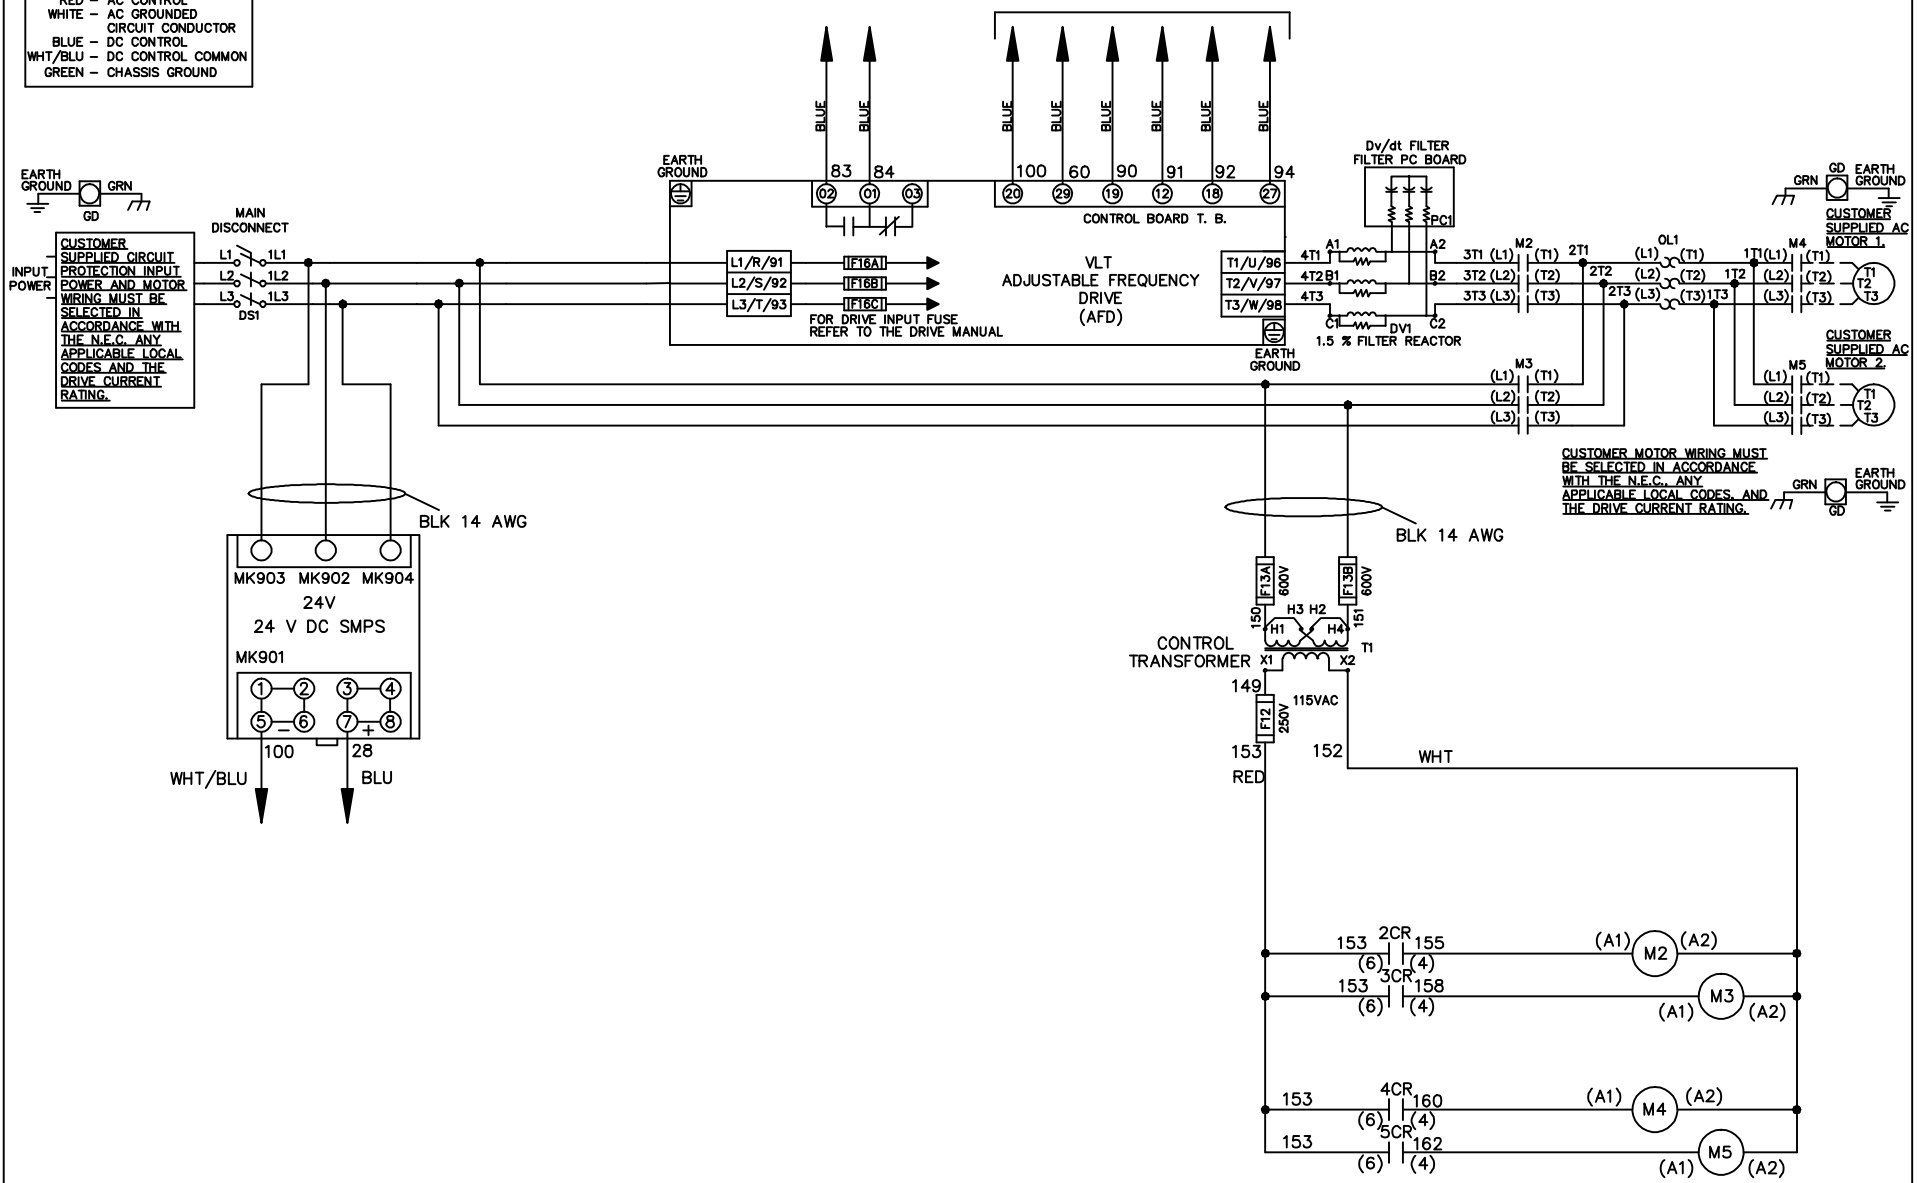 RED – AC CONTROL
WHITE – AC GROUNDED
CIRCUIT CONDUCTOR
BLUE – DC CONTROL
WHT/BLU – DC CONTROL COMMON
GREEN – CHASSIS GROUND
BLUE
BLUE
BLUE
BLUE
BLUE
BLUE
BLUE
BLUE
EARTH
GROUND
GRN
GD
MAIN
DISCONNECT
INPUT
POWER
CUSTOMER
SUPPLIED CIRCUIT
PROTECTION INPUT
POWER AND MOTOR
WIRING MUST BE
SELECTED IN
ACCORDANCE WITH
THE N.E.C. ANY
APPLICABLE LOCAL
CODES AND THE
DRIVE CURRENT
RATING.
L1 1L1
L2 1L2
L3 1L3
DS1
EARTH
GROUND
83 84
02 01 03
100 60 90 91 92 94
20 29 19 12 18 27
CONTROL BOARD T. B.
L1/R/91
L2/S/92
L3/T/93
F16A
F16B
F16C
FOR DRIVE INPUT FUSE
REFER TO THE DRIVE MANUAL
VLT
ADJUSTABLE FREQUENCY
DRIVE
(AFD)
T1/U/96
T2/V/97
T3/W/98
EARTH
GROUND
Dv/dt FILTER
FILTER PC BOARD
PC1
4T1 A1 A2
4T2 B1 B2
4T3
C1 C2
DV1
1.5 % FILTER REACTOR
M2
3T1 (L1) (T1) 2T1
3T2 (L2) (T2) 2T2
3T3 (L3) (T3) 2T3
M3
(L1) (T1)
(L2) (T2)
(L3) (T3)
OL1
(L1) (T1) 1T1
(L2) (T2) 1T2
(L3) (T3) 1T3
M4
(L1) (T1)
(L2) (T2)
(L3) (T3)
T1
T2
T3
GRN
GD
EARTH
GROUND
CUSTOMER
SUPPLIED AC
MOTOR 1.
CUSTOMER
SUPPLIED AC
MOTOR 2.
M5
(L1) (T1)
(L2) (T2)
(L3) (T3)
T1
T2
T3
CUSTOMER MOTOR WIRING MUST
BE SELECTED IN ACCORDANCE
WITH THE N.E.C., ANY
APPLICABLE LOCAL CODES, AND
THE DRIVE CURRENT RATING.
GRN
GD
EARTH
GROUND
BLK 14 AWG
MK903 MK902 MK904
24V
24 V DC SMPS
MK901
1 2 3 4
5 6 7 8
– +
100 28
WHT/BLU BLU
BLK 14 AWG
F13A 600V
F13B 600V
150 151
H3 H2
H1 H4
T1
CONTROL
TRANSFORMER
X1 X2
149
115VAC
F12 250V
153 152
RED
WHT
2CR
153 155
(6) (4)
(A1) M2 (A2)
3CR
153 158
(6) (4)
(A1) M3 (A2)
4CR
153 160
(6) (4)
(A1) M4 (A2)
5CR
153 162
(6) (4)
(A1) M5 (A2)